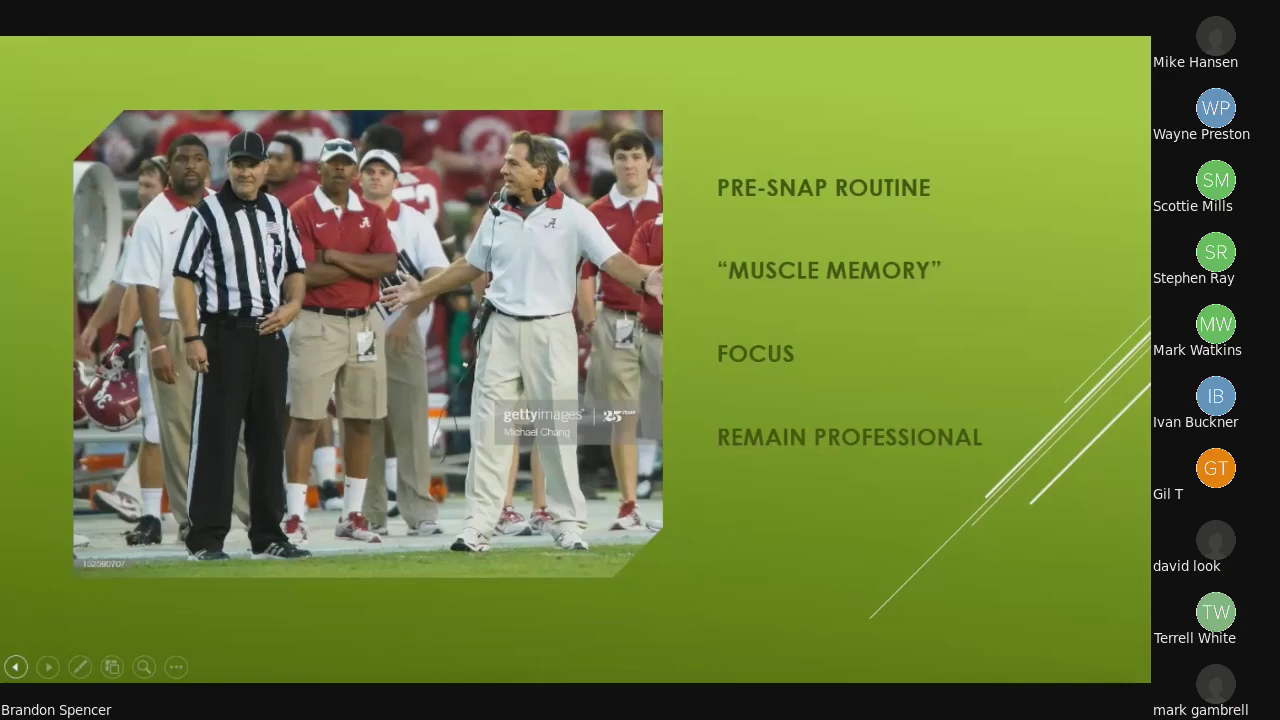 PRE-SNAP ROUTINE
“MUSCLE MEMORY”
FOCUS
REMAIN PROFESSIONAL
gettyimages®
25
Michael Chang
152590707
A
A
Mike Hansen
WP
Wayne Preston
SM
Scottie Mills
SR
Stephen Ray
MW
Mark Watkins
IB
Ivan Buckner
GT
Gil T
david look
TW
Terrell White
mark gambrell
Brandon Spencer